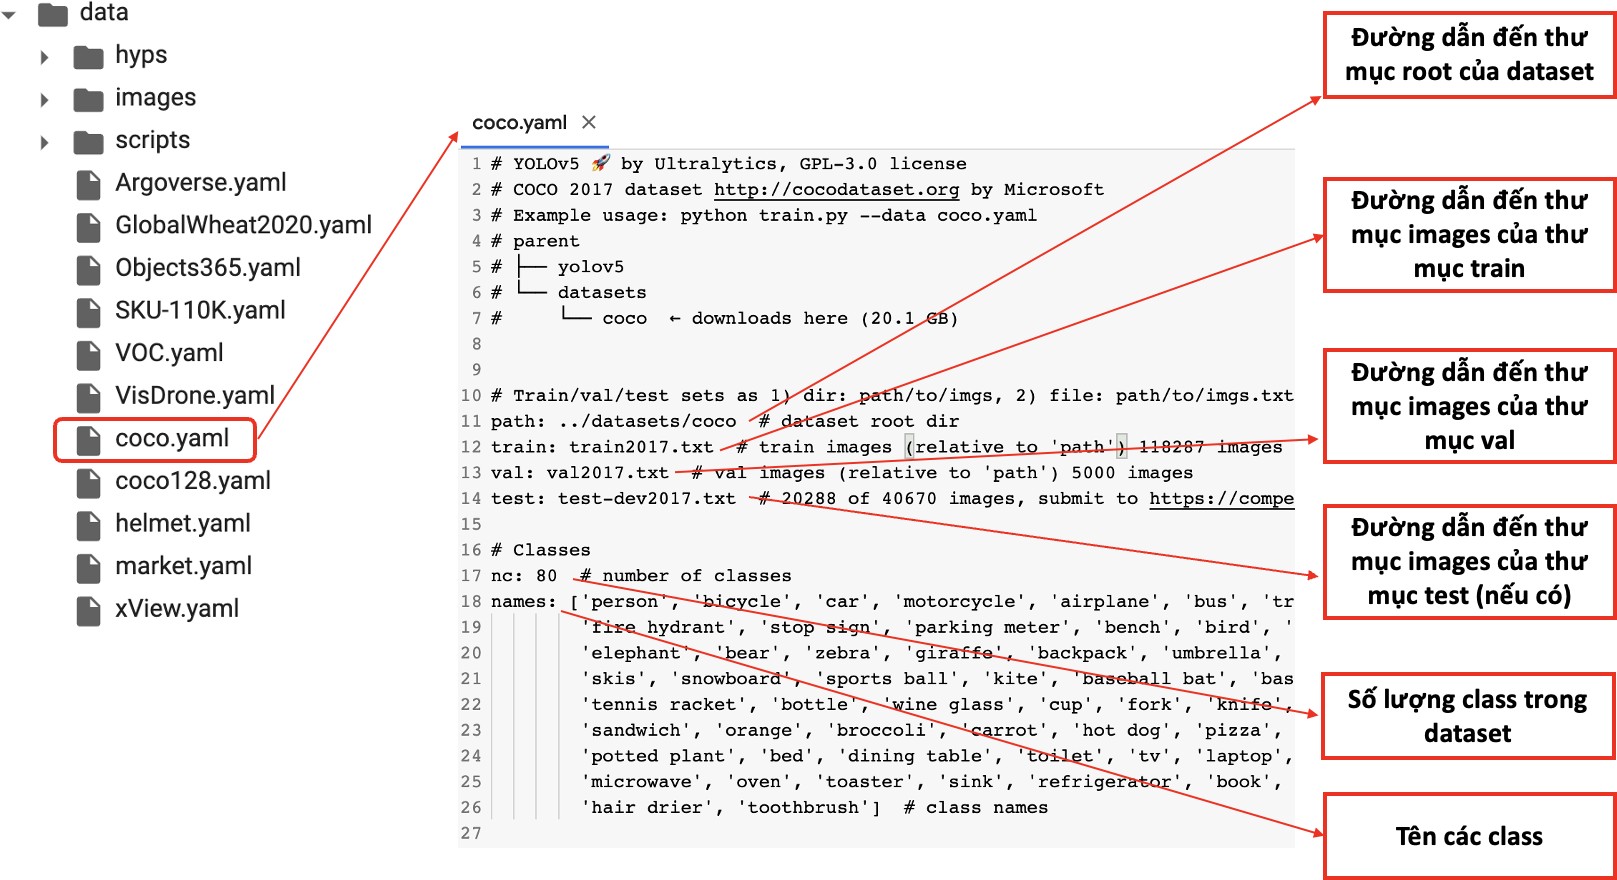 data
hyps
images
scripts
Argoverse.yaml
GlobalWheat2020.yaml
Objects365.yaml
SKU-110K.yaml
VOC.yaml
VisDrone.yaml
coco.yaml
coco128.yaml
helmet.yaml
market.yaml
xView.yaml
coco.yaml ×
1 # YOLOv5 🚀 by Ultralytics, GPL-3.0 license
2 # COCO 2017 dataset http://cocodataset.org by Microsoft
3 # Example usage: python train.py --data coco.yaml
4 # parent
5 # ├── yolov5
6 # └── datasets
7 #     └── coco  ← downloads here (20.1 GB)
8
9
10 # Train/val/test sets as 1) dir: path/to/imgs, 2) file: path/to/imgs.txt
11 path: ../datasets/coco  # dataset root dir
12 train: train2017.txt  # train images (relative to 'path') 118287 images
13 val: val2017.txt  # val images (relative to 'path') 5000 images
14 test: test-dev2017.txt  # 20288 of 40670 images, submit to https://compe
15
16 # Classes
17 nc: 80  # number of classes
18 names: ['person', 'bicycle', 'car', 'motorcycle', 'airplane', 'bus', 'tr
19 'fire hydrant', 'stop sign', 'parking meter', 'bench', 'bird', '
20 'elephant', 'bear', 'zebra', 'giraffe', 'backpack', 'umbrella',
21 'skis', 'snowboard', 'sports ball', 'kite', 'baseball bat', 'bas
22 'tennis racket', 'bottle', 'wine glass', 'cup', 'fork', 'knife',
23 'sandwich', 'orange', 'broccoli', 'carrot', 'hot dog', 'pizza',
24 'potted plant', 'bed', 'dining table', 'toilet', 'tv', 'laptop',
25 'microwave', 'oven', 'toaster', 'sink', 'refrigerator', 'book',
26 'hair drier', 'toothbrush']  # class names
27
Đường dẫn đến thư
mục root của dataset
Đường dẫn đến thư
mục images của thư
mục train
Đường dẫn đến thư
mục images của thư
mục val
Đường dẫn đến thư
mục images của thư
mục test (nếu có)
Số lượng class trong
dataset
Tên các class